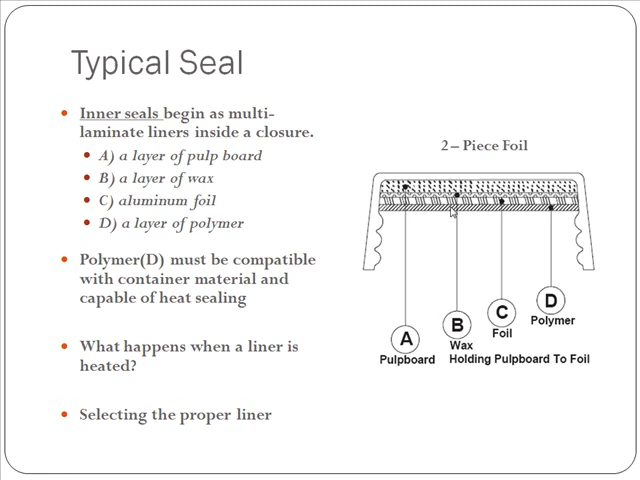 Typical Seal
Inner seals begin as multi-
laminate liners inside a closure.
A) a layer of pulp board
B) a layer of wax
C) aluminum foil
D) a layer of polymer
Polymer(D) must be compatible
with container material and
capable of heat sealing
What happens when a liner is
heated?
Selecting the proper liner
2 – Piece Foil
A
Pulpboard
B
Wax
Holding Pulpboard To Foil
C
Foil
D
Polymer